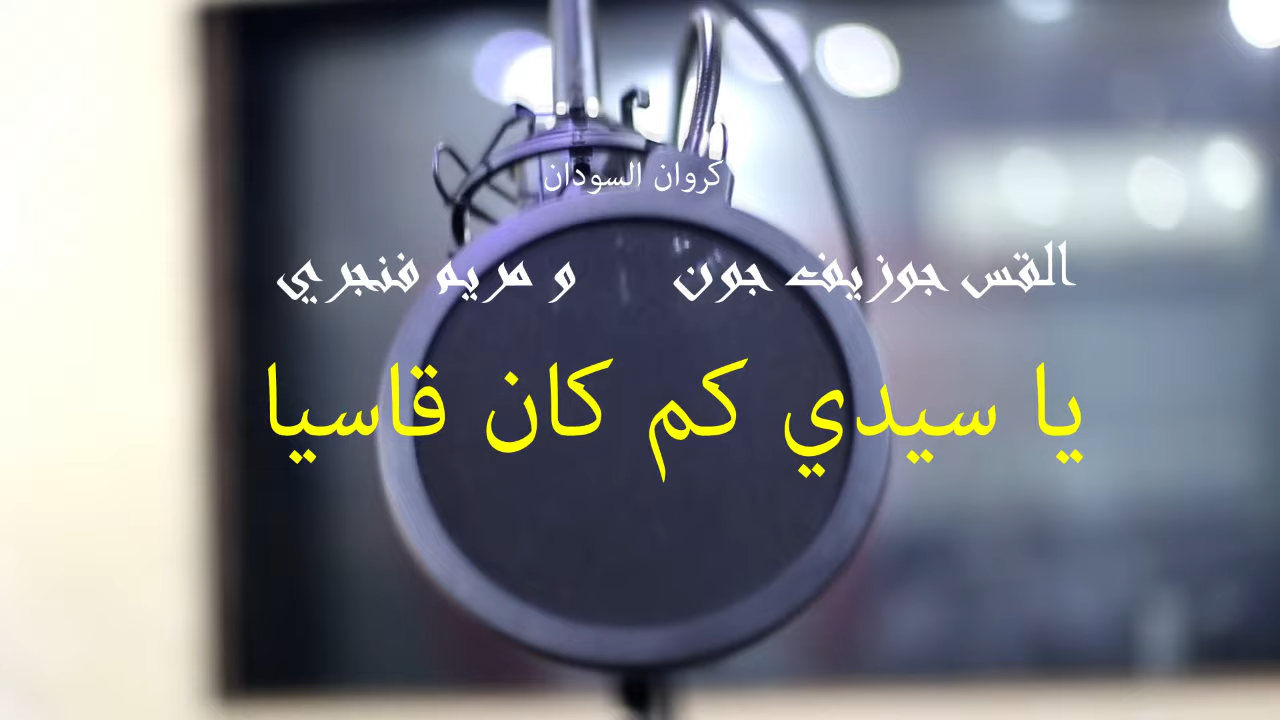 كروان السودان
القس جوزيف جون و مريم فنجري
يا سيدي كم كان قاسيا